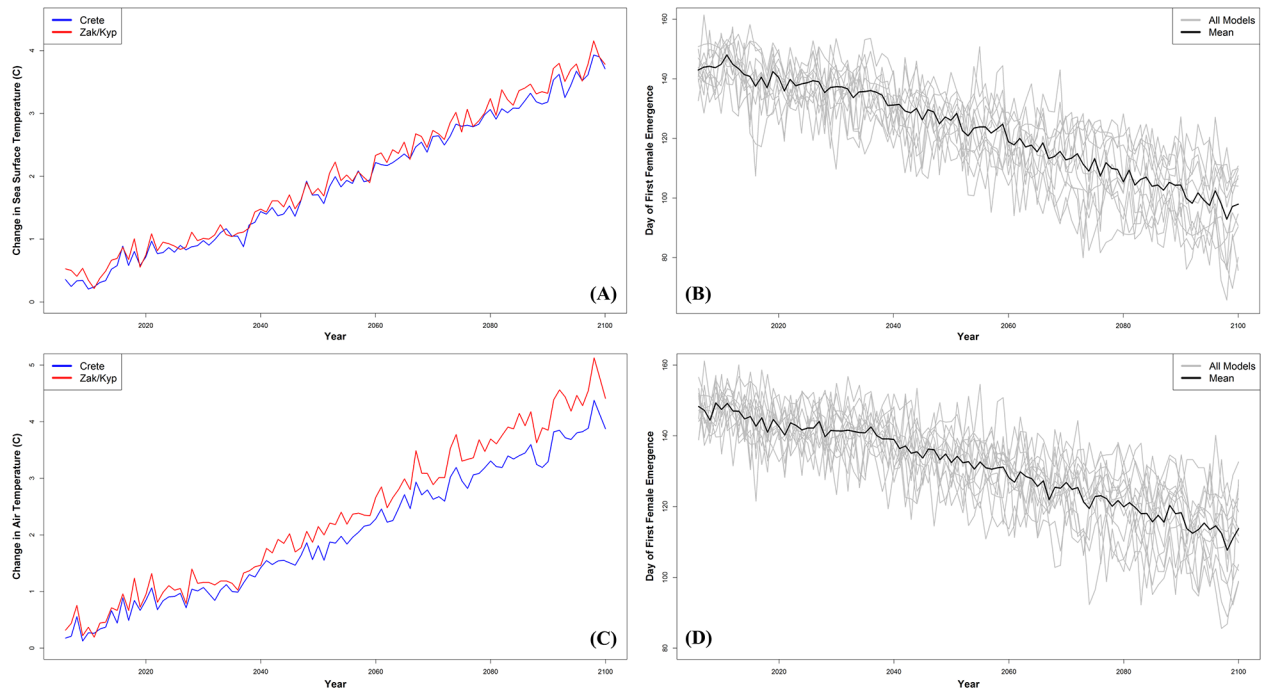 Crete
Zak/Kyp
Change in Sea Surface Temperature (C)
0
1
2
3
4
2020
2040
2060
2080
2100
Year
(A)
All Models
Mean
Day of First Female Emergence
80
100
120
140
160
2020
2040
2060
2080
2100
Year
(B)
Crete
Zak/Kyp
Change in Air Temperature (C)
0
1
2
3
4
5
2020
2040
2060
2080
2100
Year
(C)
All Models
Mean
Day of First Female Emergence
80
100
120
140
160
2020
2040
2060
2080
2100
Year
(D)